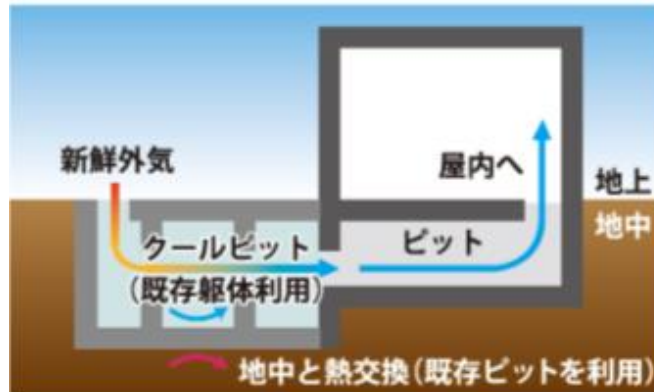 新鮮外気
屋内へ
地上
地中
クールピット
(既存躯体利用)
ピット
地中と熱交換(既存ピットを利用)